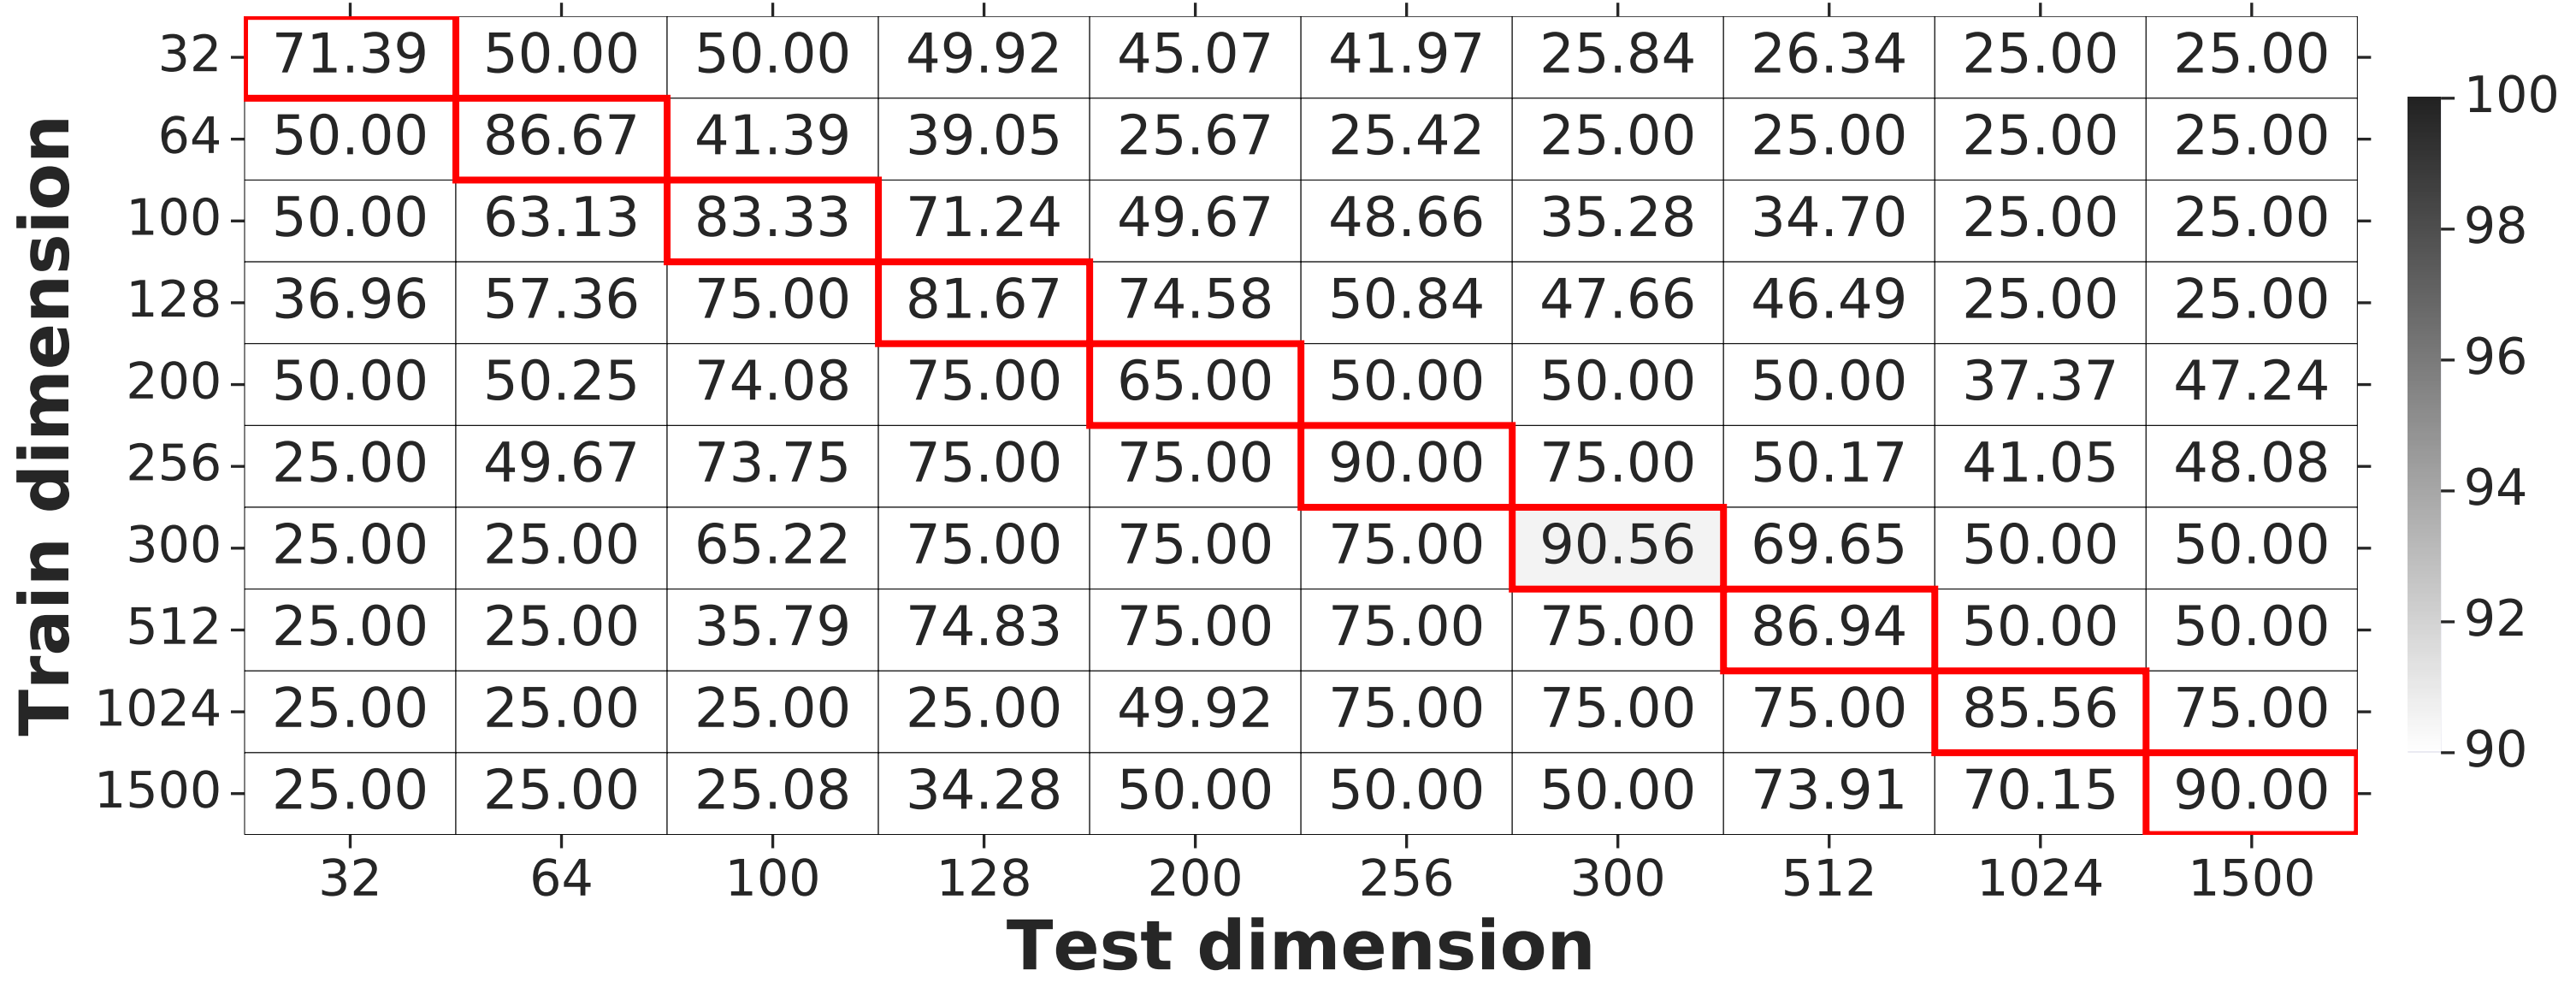 32 71.39 50.00 50.00 49.92 45.07 41.97 25.84 26.34 25.00 25.00
64 50.00 86.67 41.39 39.05 25.67 25.42 25.00 25.00 25.00 25.00
100 50.00 63.13 83.33 71.24 49.67 48.66 35.28 34.70 25.00 25.00
128 36.96 57.36 75.00 81.67 74.58 50.84 47.66 46.49 25.00 25.00
200 50.00 50.25 74.08 75.00 65.00 50.00 50.00 50.00 37.37 47.24
256 25.00 49.67 73.75 75.00 75.00 90.00 75.00 50.17 41.05 48.08
300 25.00 25.00 65.22 75.00 75.00 75.00 90.56 69.65 50.00 50.00
512 25.00 25.00 35.79 74.83 75.00 75.00 75.00 86.94 50.00 50.00
1024 25.00 25.00 25.00 25.00 49.92 75.00 75.00 75.00 85.56 75.00
1500 25.00 25.00 25.08 34.28 50.00 50.00 50.00 73.91 70.15 90.00
32 64 100 128 200 256 300 512 1024 1500
Test dimension
Train dimension
100
98
96
94
92
90